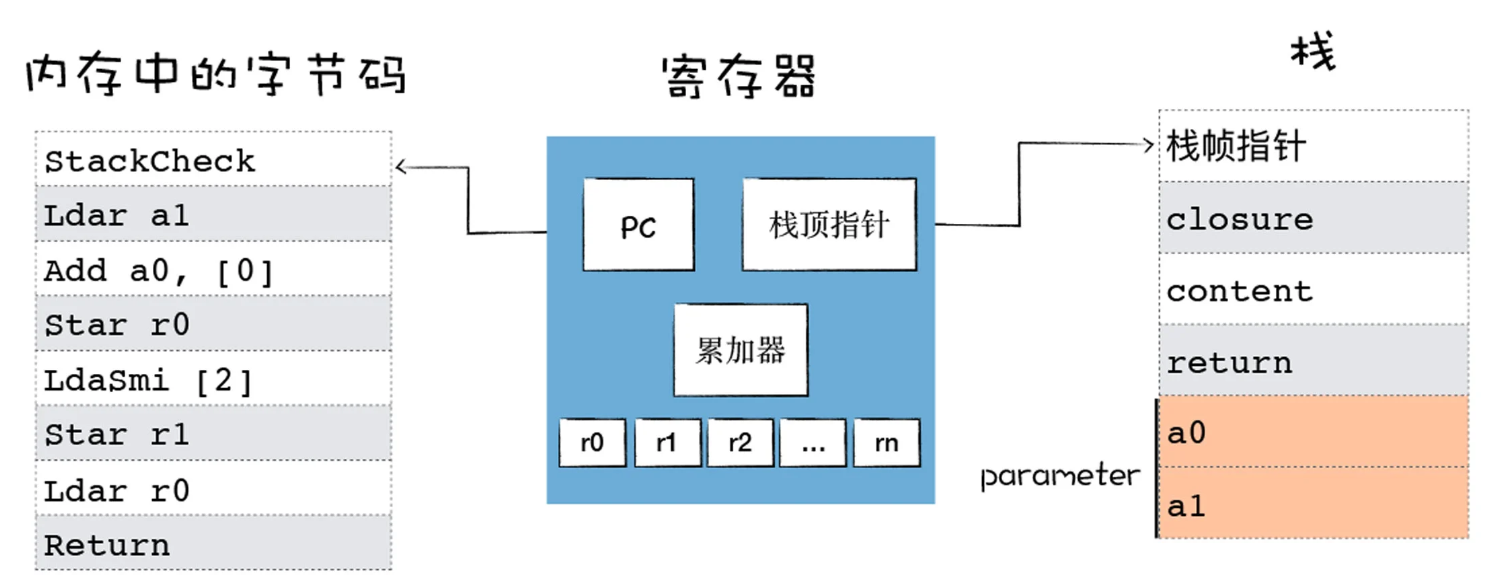 内存中的字节码
StackCheck
Ldar a1
Add a0, [0]
Star r0
LdaSmi [2]
Star r1
Ldar r0
Return
寄存器
PC
栈顶指针
累加器
r0
r1
r2
...
rn
栈
栈帧指针
closure
content
return
a0
a1
parameter